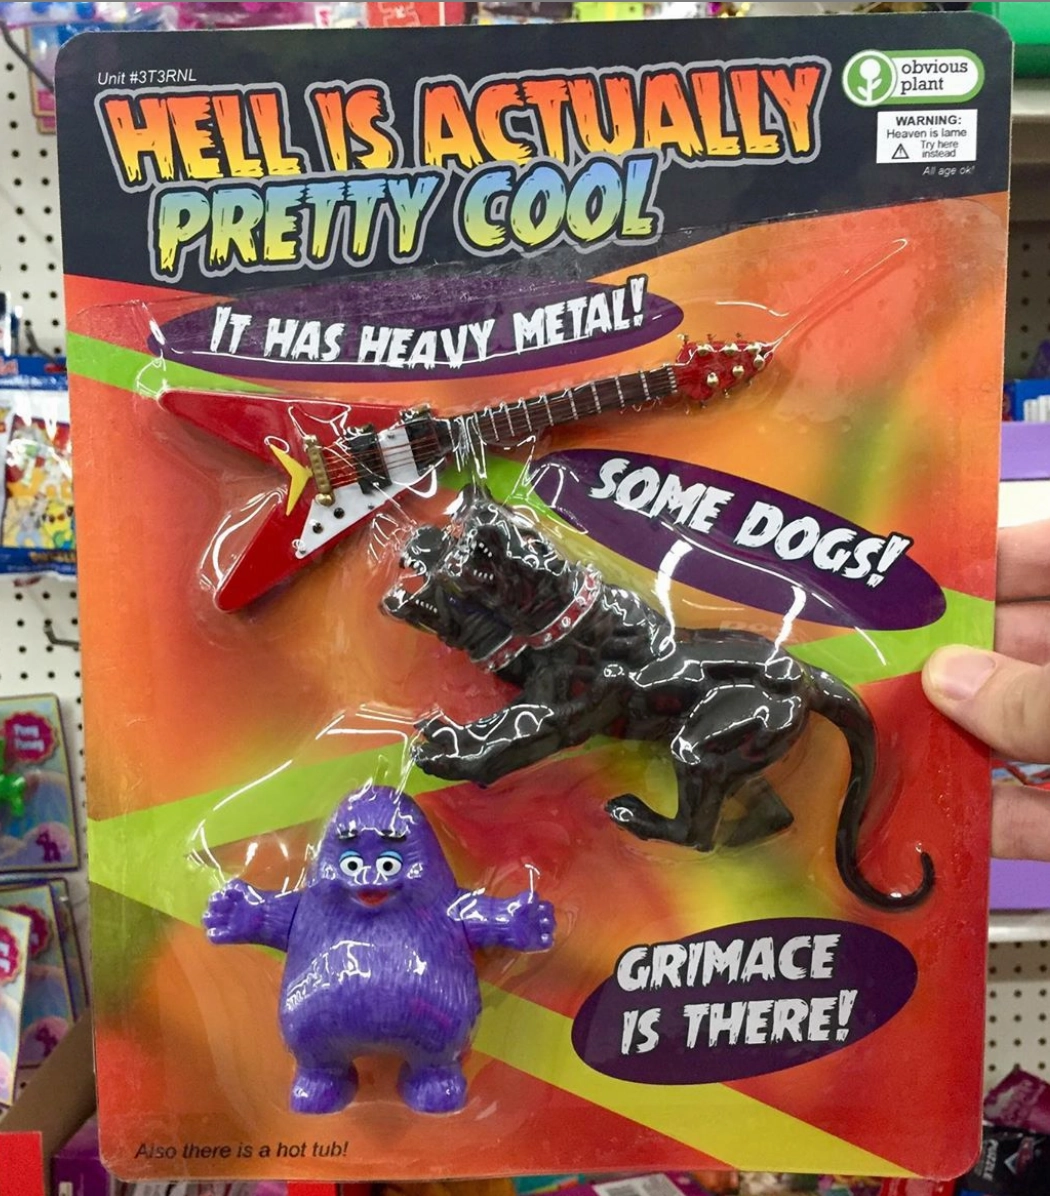 Unit #3T3RNL
HELL IS ACTUALLY
PRETTY COOL
obvious
plant
WARNING:
Heaven is lame
Try here
instead
All age ok!
IT HAS HEAVY METAL!
SOME DOGS!
GRIMACE
IS THERE!
Also there is a hot tub!